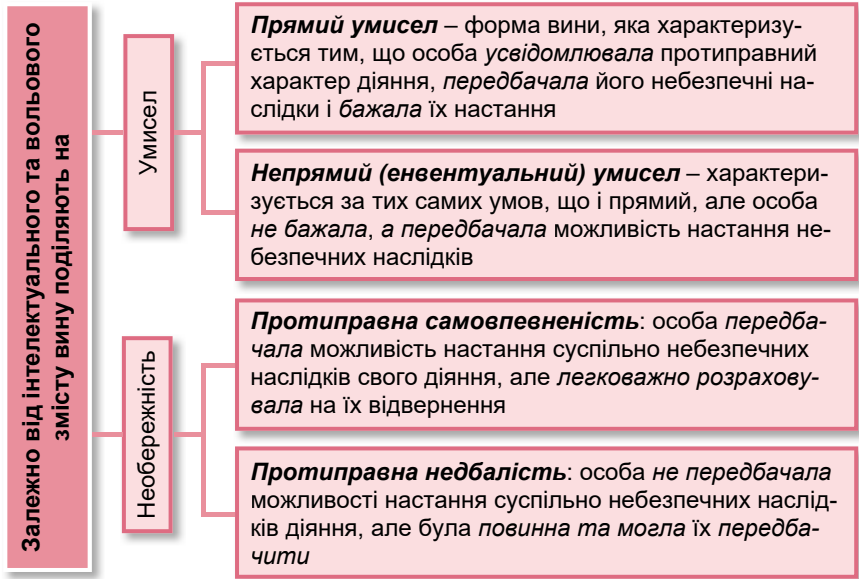 Залежно від інтелектуального та вольового
змісту вину поділяють на
Умисел
Прямий умисел – форма вини, яка характеризу-
ється тим, що особа усвідомлювала протиправний
характер діяння, передбачала його небезпечні на-
слідки і бажала їх настання
Непрямий (енвентуальний) умисел – характери-
зується за тих самих умов, що і прямий, але особа
не бажала, а передбачала можливість настання не-
безпечних наслідків
Необережність
Протиправна самовпевненість: особа передба-
чала можливість настання суспільно небезпечних
наслідків свого діяння, але легковажно розрахову-
вала на їх відвернення
Протиправна недбалість: особа не передбачала
можливості настання суспільно небезпечних наслід-
ків діяння, але була повинна та могла їх передба-
чити